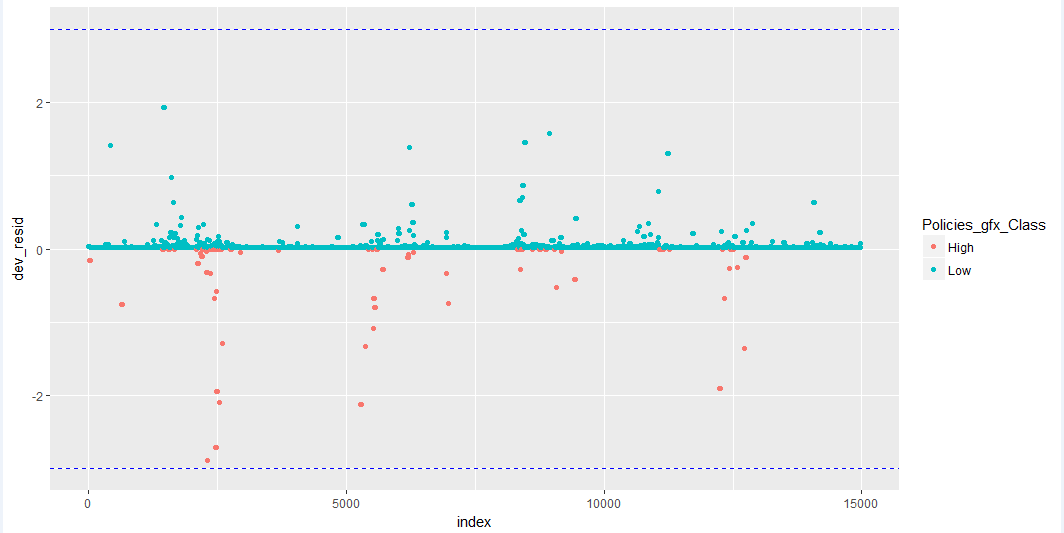 2
0
-2
dev_resid
0
5000
10000
15000
index
Policies_gfx_Class
High
Low